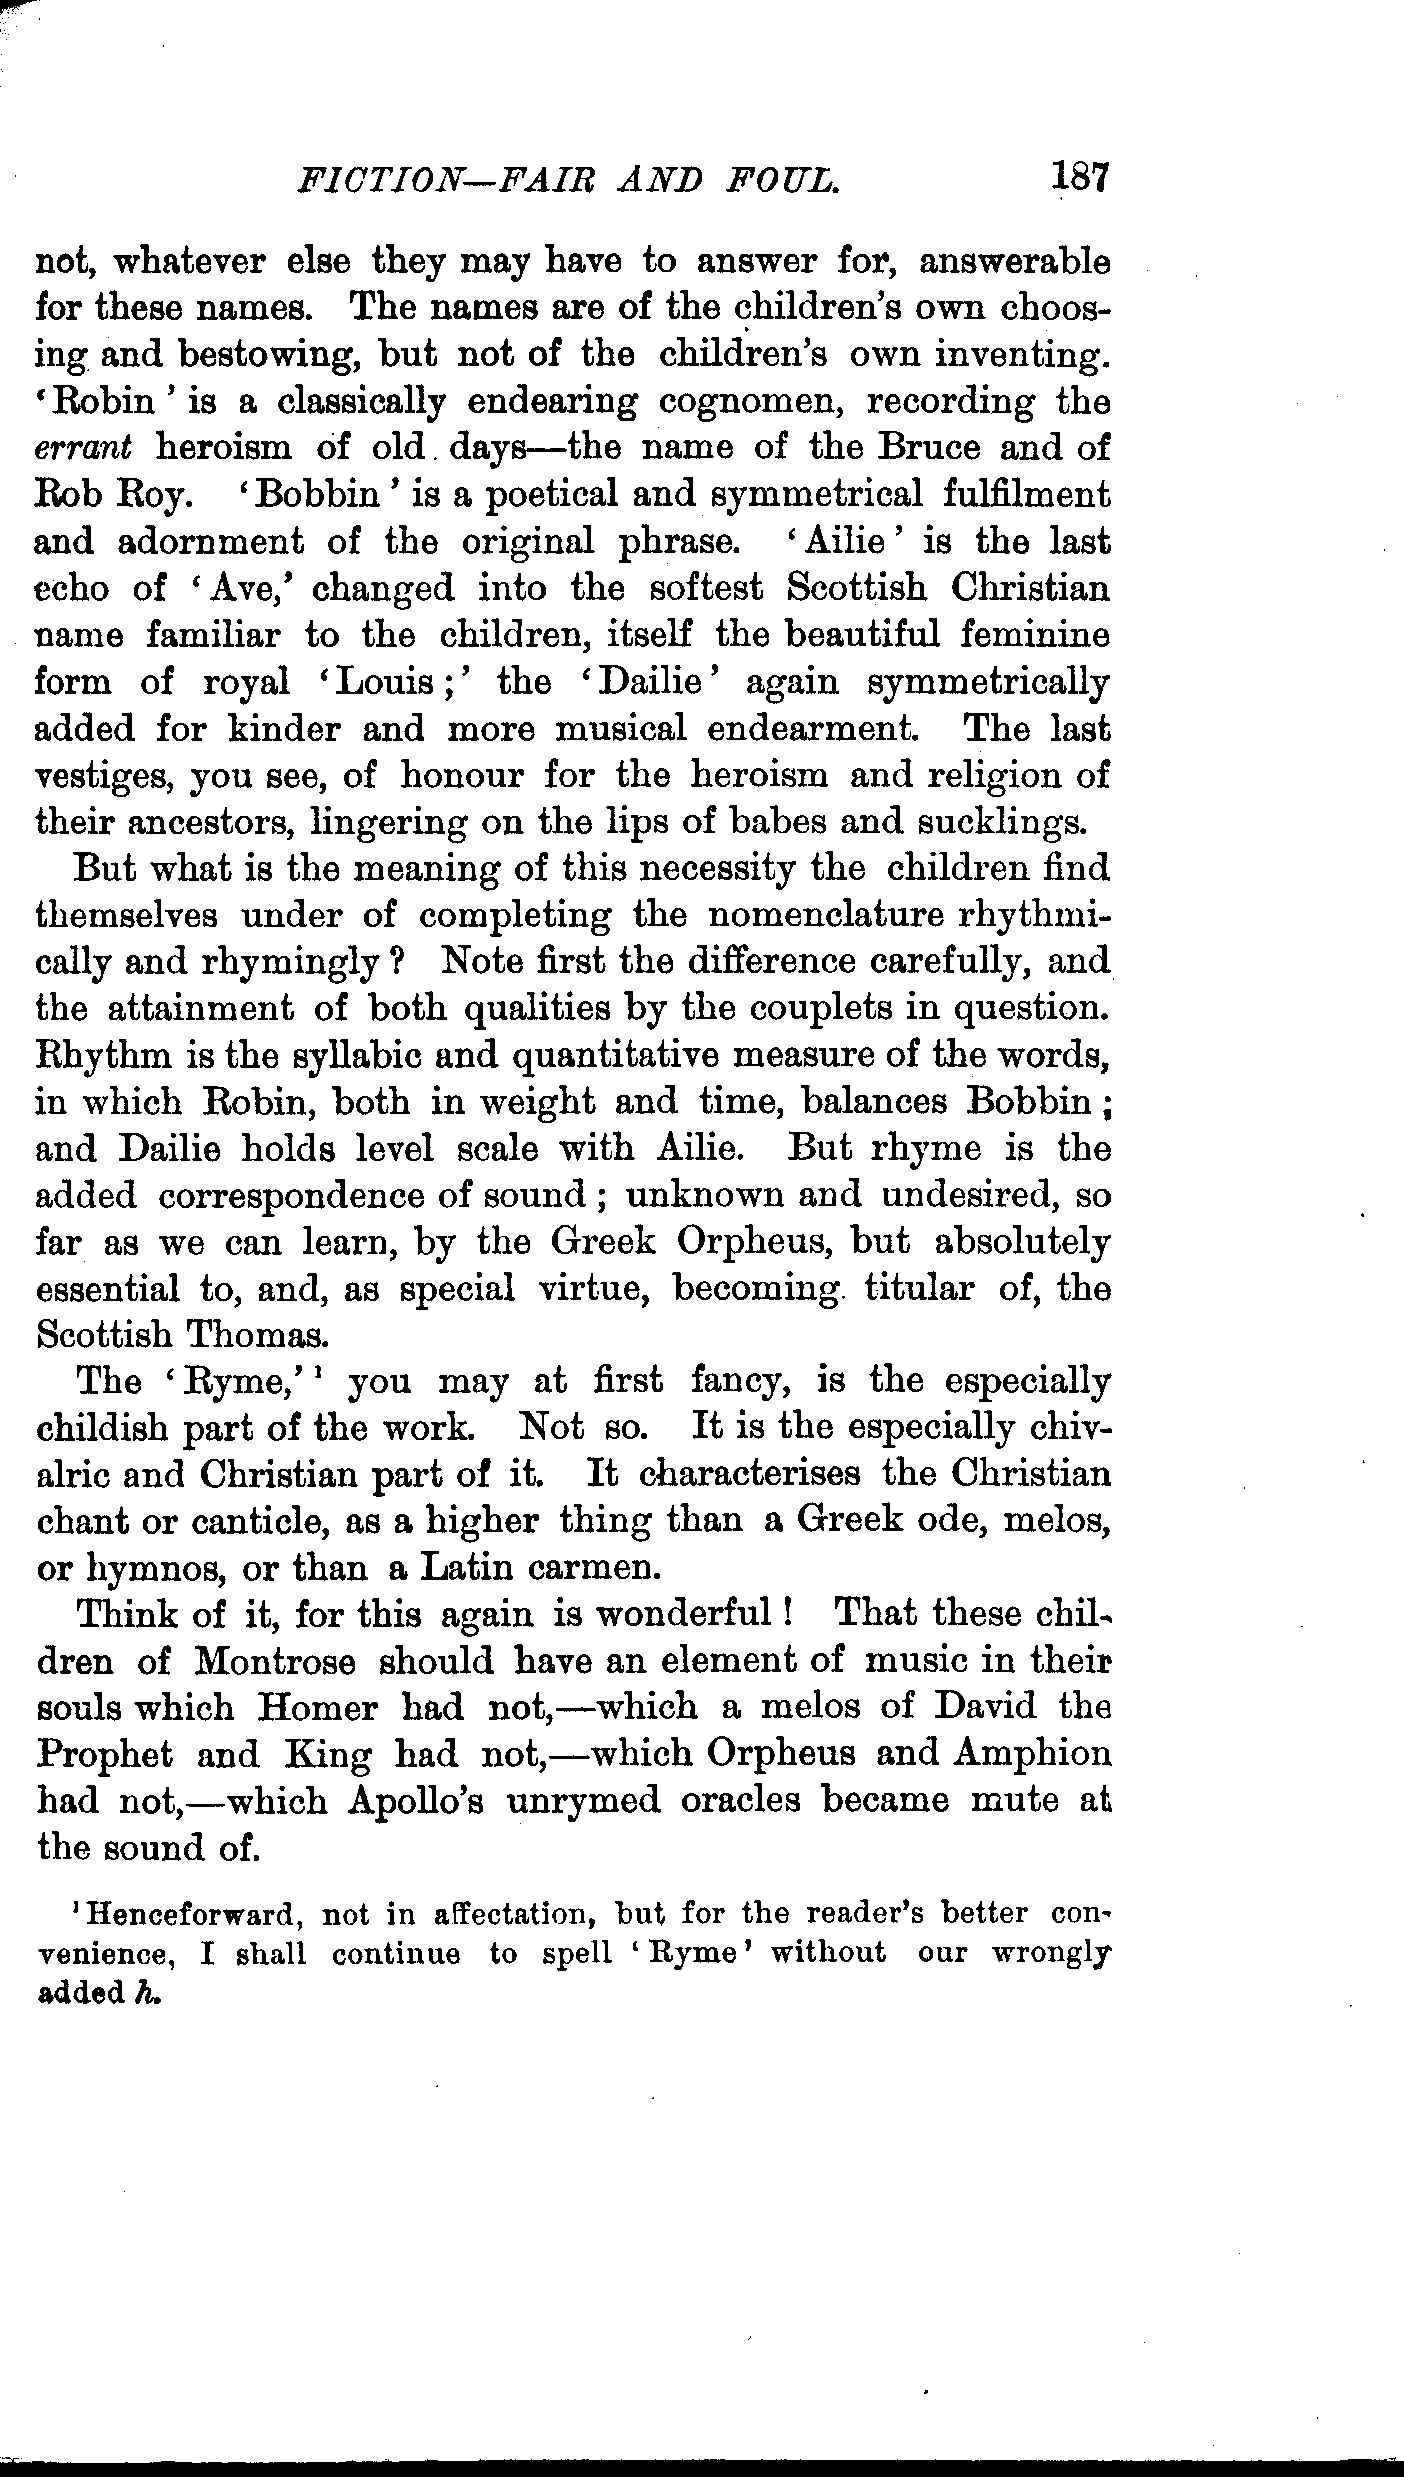 FICTION—FAIR AND FOUL. 187
not, whatever else they may have to answer for, answerable
for these names. The names are of the children's own choos-
ing and bestowing, but not of the children's own inventing.
‘Robin’ is a classically endearing cognomen, recording the
errant heroism of old days—the name of the Bruce and of
Rob Roy. ‘Bobbin’ is a poetical and symmetrical fulfilment
and adornment of the original phrase. ‘Ailie’ is the last
echo of ‘Ave,’ changed into the softest Scottish Christian
name familiar to the children, itself the beautiful feminine
form of royal ‘Louis;’ the ‘Dailie’ again symmetrically
added for kinder and more musical endearment. The last
vestiges, you see, of honour for the heroism and religion of
their ancestors, lingering on the lips of babes and sucklings.
But what is the meaning of this necessity the children find
themselves under of completing the nomenclature rhythmi-
cally and rhymingly? Note first the difference carefully, and
the attainment of both qualities by the couplets in question.
Rhythm is the syllabic and quantitative measure of the words,
in which Robin, both in weight and time, balances Bobbin;
and Dailie holds level scale with Ailie. But rhyme is the
added correspondence of sound; unknown and undesired, so
far as we can learn, by the Greek Orpheus, but absolutely
essential to, and, as special virtue, becoming titular of, the
Scottish Thomas.
The ‘Ryme,’¹ you may at first fancy, is the especially
childish part of the work. Not so. It is the especially chiv-
alric and Christian part of it. It characterises the Christian
chant or canticle, as a higher thing than a Greek ode, melos,
or hymnos, or than a Latin carmen.
Think of it, for this again is wonderful! That these chil-
dren of Montrose should have an element of music in their
souls which Homer had not,—which a melos of David the
Prophet and King had not,—which Orpheus and Amphion
had not,—which Apollo's unrymed oracles became mute at
the sound of.
¹Henceforward, not in affectation, but for the reader's better con-
venience, I shall continue to spell ‘Ryme’ without our wrongly
added h.